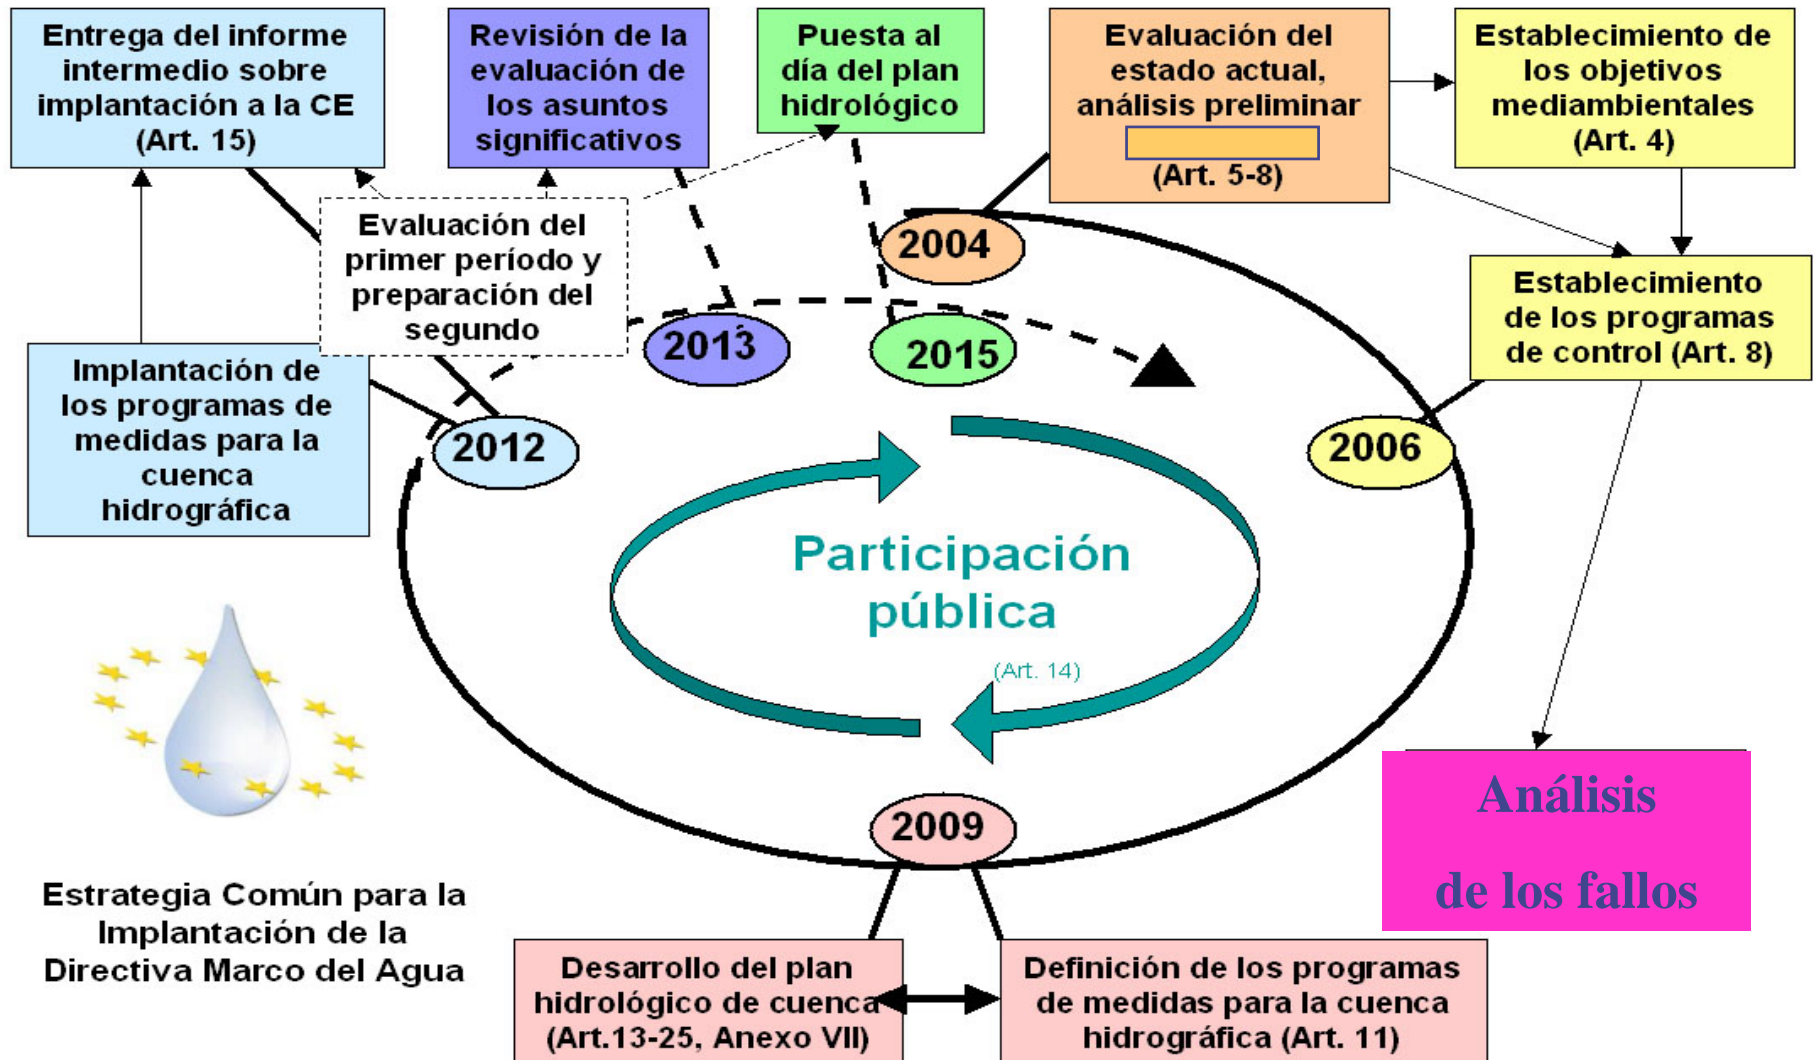 Entrega del informe
intermedio sobre
implantación a la CE
(Art. 15)
Revisión de la
evaluación de
los asuntos
significativos
Puesta al
día del plan
hidrológico
Evaluación del
estado actual,
análisis preliminar
(Art. 5-8)
Establecimiento de
los objetivos
mediambientales
(Art. 4)
Evaluación del
primer período y
preparación del
segundo
2004
Establecimiento
de los programas
de control (Art. 8)
2013
2015
Implantación de
los programas de
medidas para la
cuenca
hidrográfica
2012
2006
Participación
pública
(Art. 14)
Análisis
de los fallos
2009
Estrategia Común para la
Implantación de la
Directiva Marco del Agua
Desarrollo del plan
hidrológico de cuenca
(Art.13-25, Anexo VII)
Definición de los programas
de medidas para la cuenca
hidrográfica (Art. 11)